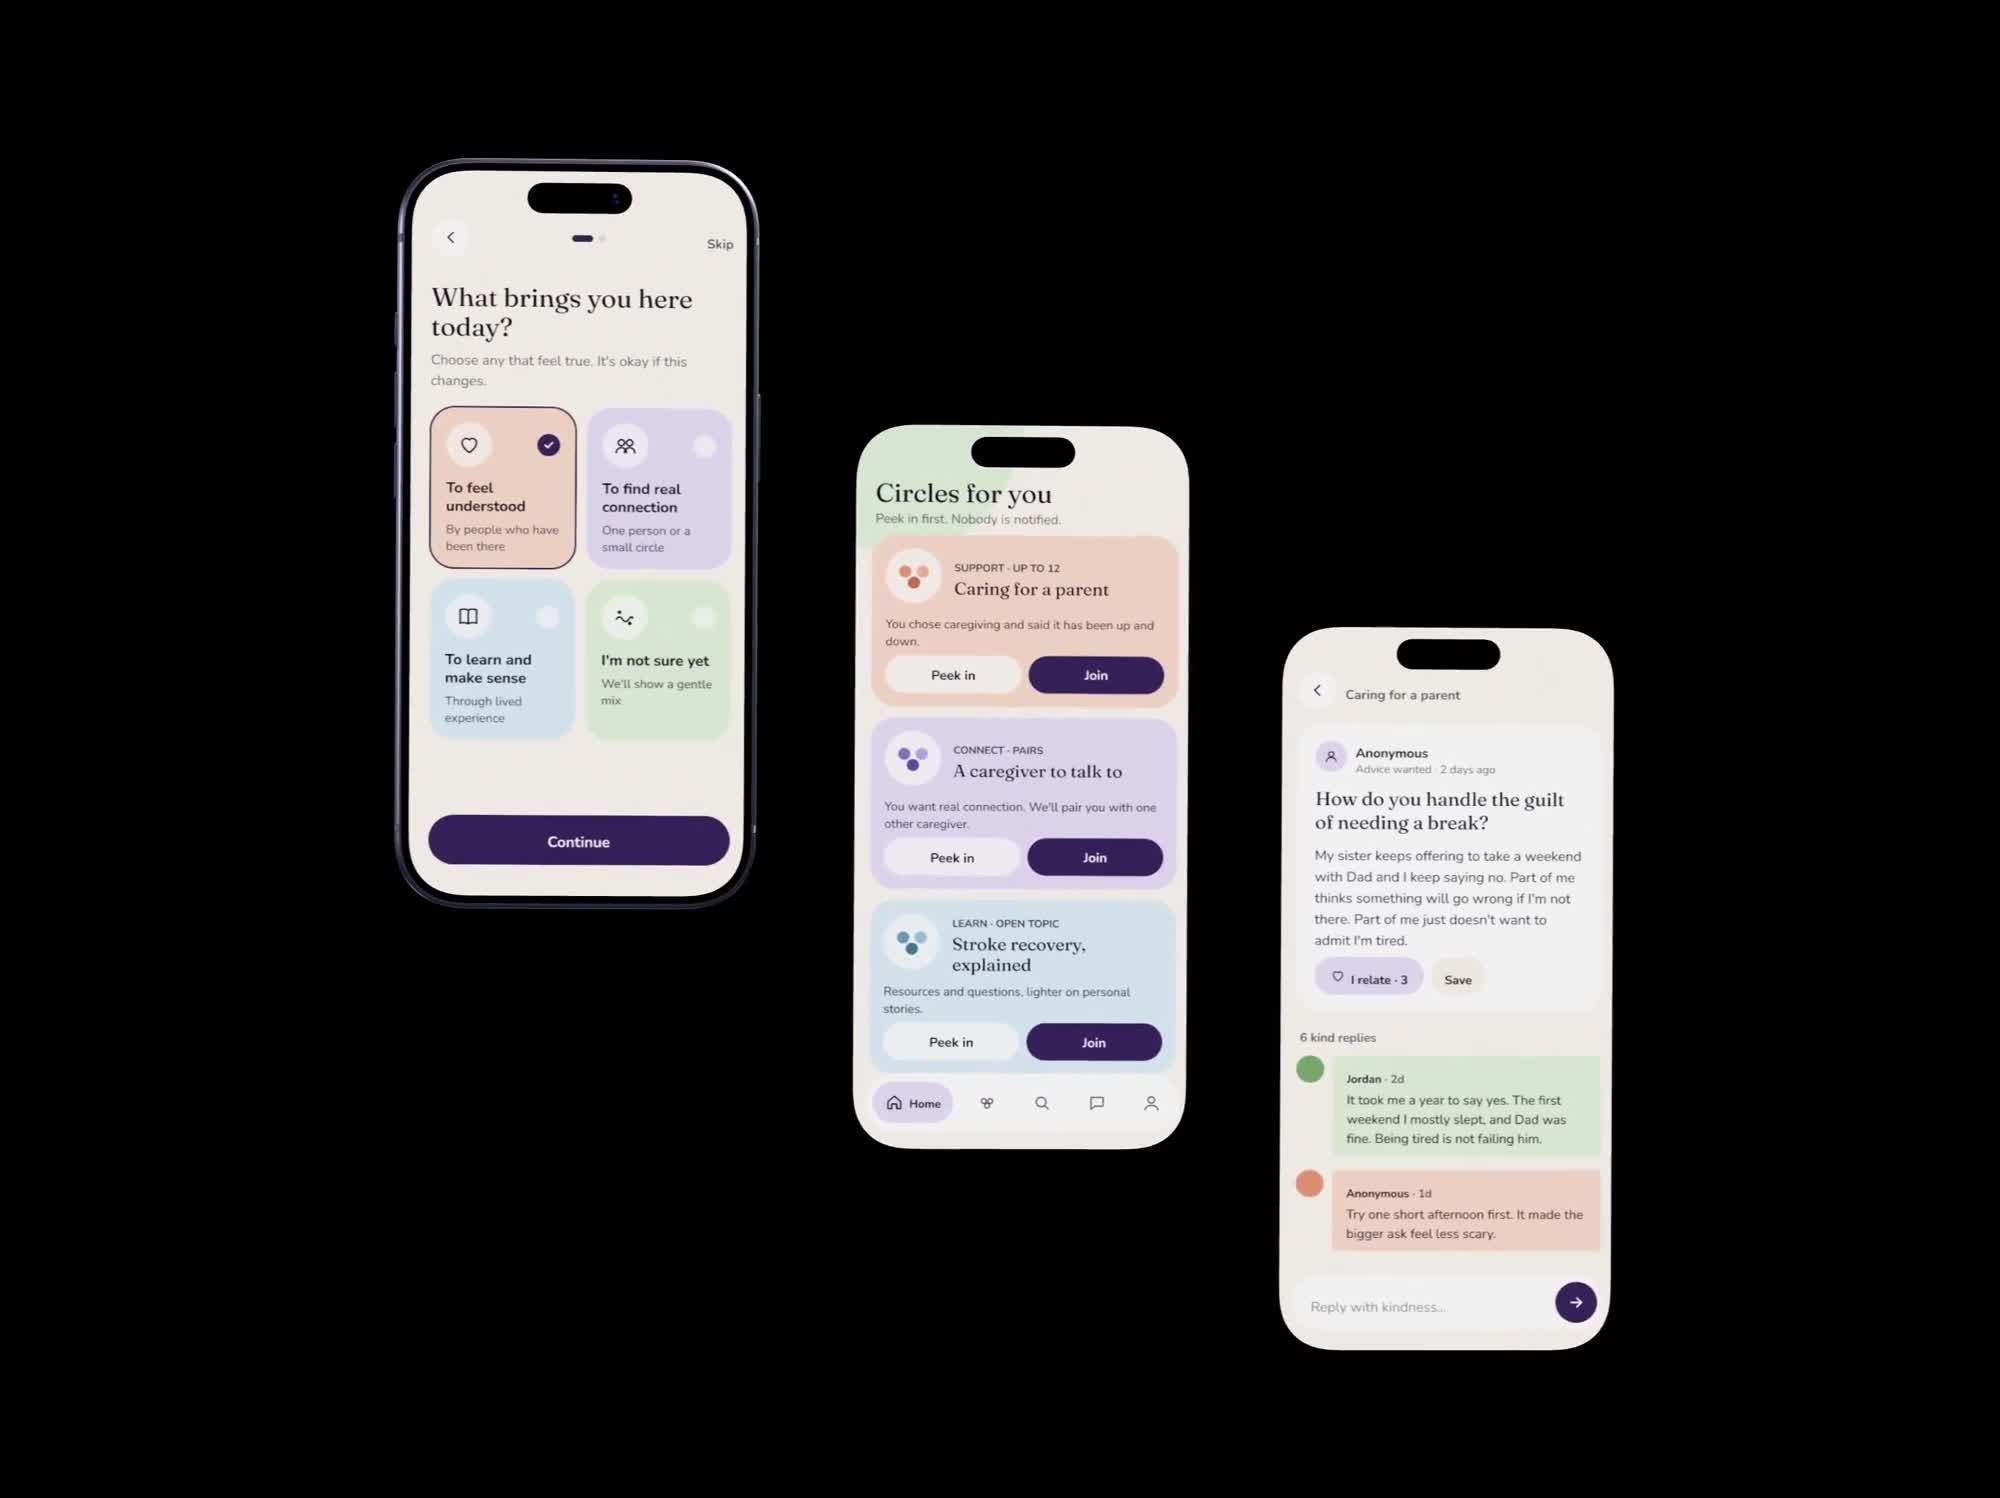 Skip
What brings you here
today?
Choose any that feel true. It's okay if this
changes.
To feel
understood
By people who have
been there
To find real
connection
One person or a
small circle
To learn and
make sense
Through lived
experience
I'm not sure yet
We'll show a gentle
mix
Continue
Circles for you
Peek in first. Nobody is notified.
SUPPORT · UP TO 12
Caring for a parent
You chose caregiving and said it has been up and
down.
Peek in
Join
CONNECT · PAIRS
A caregiver to talk to
You want real connection. We'll pair you with one
other caregiver.
Peek in
Join
LEARN · OPEN TOPIC
Stroke recovery,
explained
Resources and questions, lighter on personal
stories.
Peek in
Join
Home
Caring for a parent
Anonymous
Advice wanted · 2 days ago
How do you handle the guilt
of needing a break?
My sister keeps offering to take a weekend
with Dad and I keep saying no. Part of me
thinks something will go wrong if I'm not
there. Part of me just doesn't want to
admit I'm tired.
I relate · 3
Save
6 kind replies
Jordan · 2d
It took me a year to say yes. The first
weekend I mostly slept, and Dad was
fine. Being tired is not failing him.
Anonymous · 1d
Try one short afternoon first. It made the
bigger ask feel less scary.
Reply with kindness...